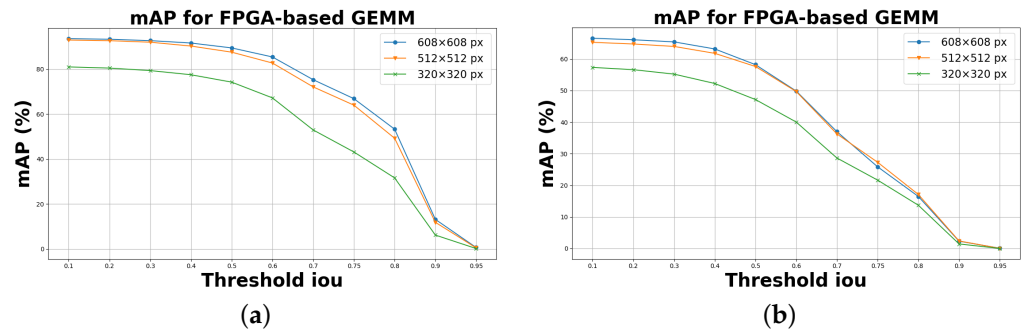 mAP for FPGA-based GEMM
mAP (%)
80
60
40
20
0
608×608 px
512×512 px
320×320 px
0.1 0.2 0.3 0.4 0.5 0.6 0.7 0.75 0.8 0.9 0.95
Threshold iou
(a)
mAP for FPGA-based GEMM
mAP (%)
60
50
40
30
20
10
0
608×608 px
512×512 px
320×320 px
0.1 0.2 0.3 0.4 0.5 0.6 0.7 0.75 0.8 0.9 0.95
Threshold iou
(b)